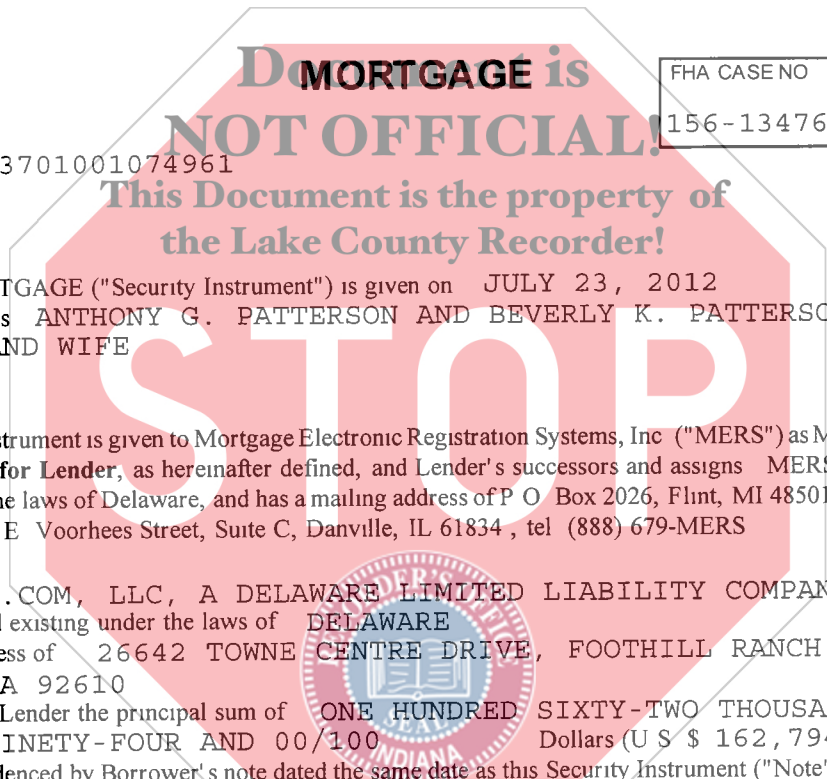 Document is
MORTGAGE
FHA CASE NO
NOT OFFICIAL!
156-13476
3701001074961
This Document is the property of
the Lake County Recorder!
TGAGE ("Security Instrument") is given on JULY 23, 2012
s ANTHONY G. PATTERSON AND BEVERLY K. PATTERSO
ND WIFE
STOP
strument is given to Mortgage Electronic Registration Systems, Inc ("MERS") as M
for Lender, as hereinafter defined, and Lender's successors and assigns MERS
he laws of Delaware, and has a mailing address of P O Box 2026, Flint, MI 48501
E Voorhees Street, Suite C, Danville, IL 61834 , tel (888) 679-MERS
.COM, LLC, A DELAWARE LIMITED LIABILITY COMPAN
d existing under the laws of DELAWARE
ess of 26642 TOWNE CENTRE DRIVE, FOOTHILL RANCH
A 92610
Lender the principal sum of ONE HUNDRED SIXTY-TWO THOUSA
INETY-FOUR AND 00/100 Dollars (U S $ 162,794
denced by Borrower's note dated the same date as this Security Instrument ("Note"
RECORDER'S OFFICE
SEAL
INDIANA